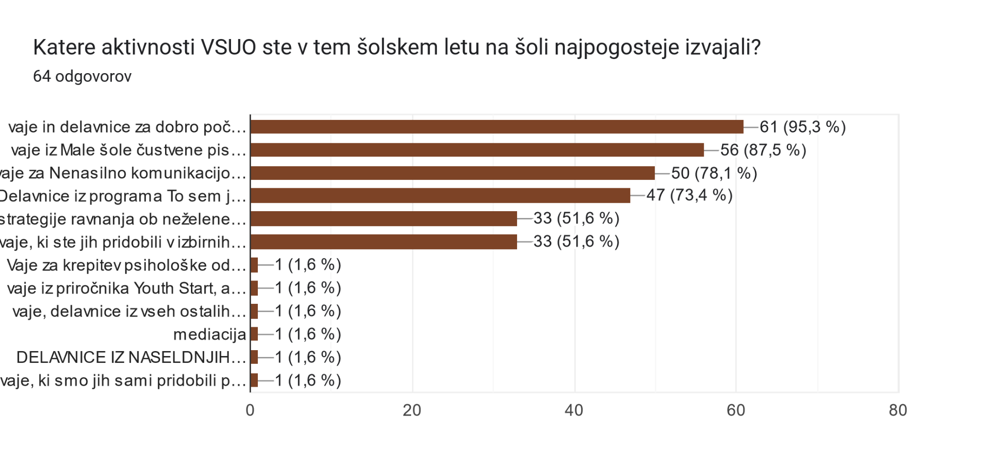 Katere aktivnosti VSUO ste v tem šolskem letu na šoli najpogosteje izvajali?
64 odgovorov
vaje in delavnice za dobro poč… 61 (95,3 %)
vaje iz Male šole čustvene pis… 56 (87,5 %)
vaje za Nenasilno komunikacijo… 50 (78,1 %)
Delavnice iz programa To sem j… 47 (73,4 %)
strategije ravnanja ob neželene… 33 (51,6 %)
vaje, ki ste jih pridobili v izbirnih… 33 (51,6 %)
Vaje za krepitev psihološke od… 1 (1,6 %)
vaje iz priročnika Youth Start, a… 1 (1,6 %)
vaje, delavnice iz vseh ostalih… 1 (1,6 %)
mediacija 1 (1,6 %)
DELAVNICE IZ NASELDNJIH… 1 (1,6 %)
vaje, ki smo jih sami pridobili p… 1 (1,6 %)
0 20 40 60 80